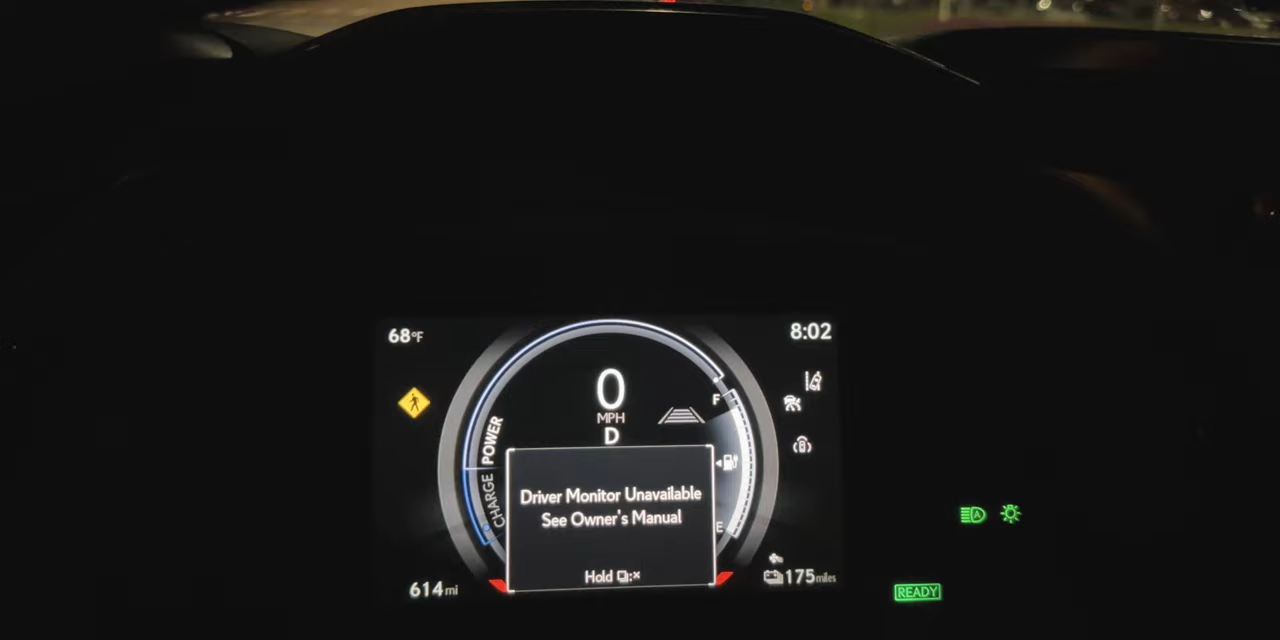 68°F
8:02
0
MPH
D
F
POWER
CHARGE
E
Driver Monitor Unavailable
See Owner's Manual
Hold :×
614 mi
175 miles
A
READY